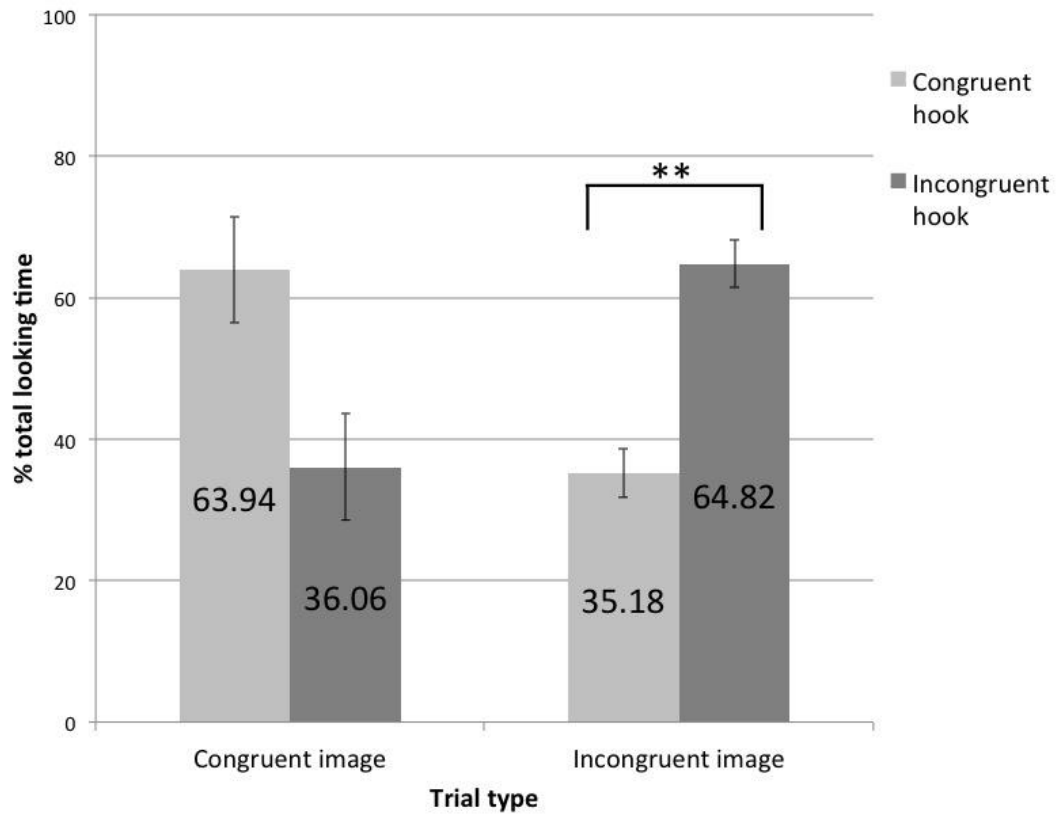 100
80
60
40
20
0
% total looking time
63.94
36.06
35.18
64.82
**
Congruent image
Incongruent image
Trial type
Congruent
hook
Incongruent
hook